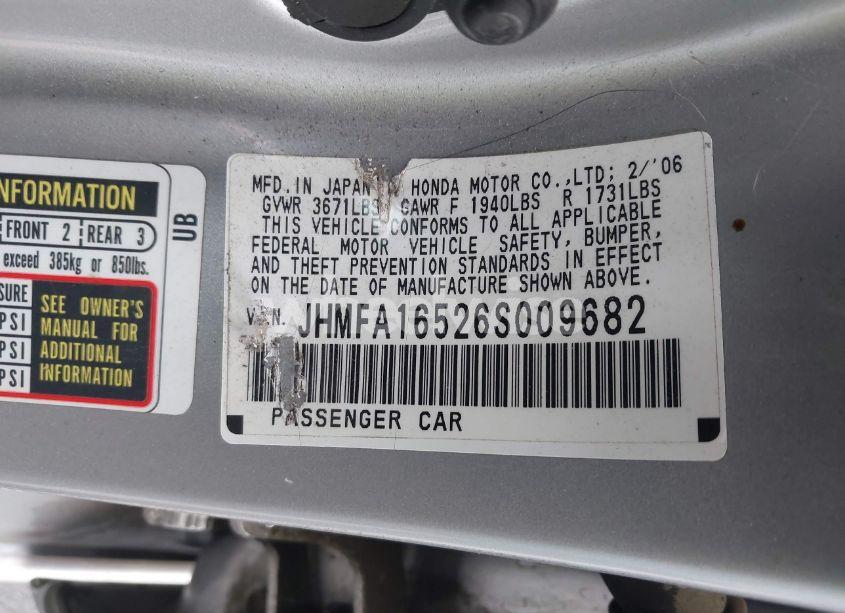 NFORMATION
FRONT 2 REAR 3
exceed 385kg or 850lbs.
SURE
PSI
PSI
PSI
SEE OWNER'S
MANUAL FOR
ADDITIONAL
INFORMATION
UB
MFD. IN JAPAN HONDA MOTOR CO.,LTD; 2/'06
GVWR 3671LBS GAWR F 1940LBS R 1731LBS
THIS VEHICLE CONFORMS TO ALL APPLICABLE
FEDERAL MOTOR VEHICLE SAFETY, BUMPER,
AND THEFT PREVENTION STANDARDS IN EFFECT
ON THE DATE OF MANUFACTURE SHOWN ABOVE.
JHMFA16526S009682
PASSENGER CAR